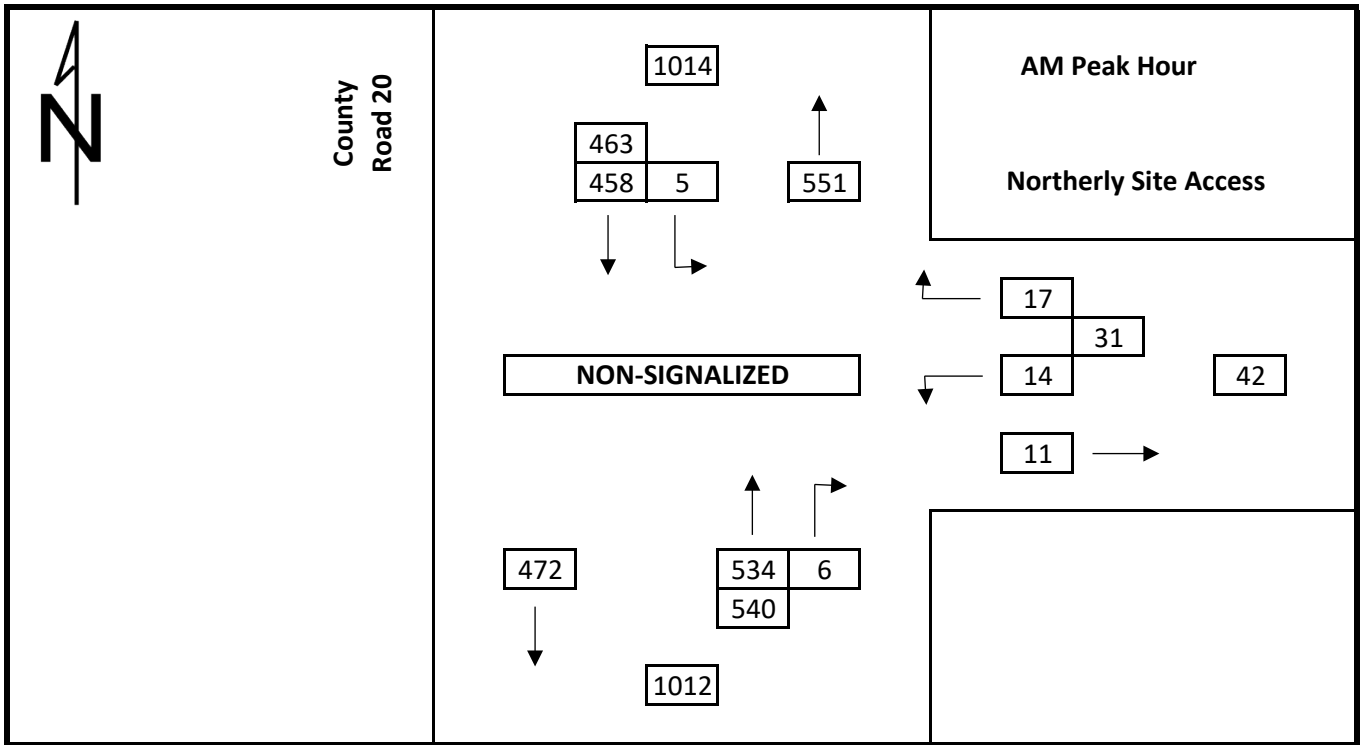 N
County
Road 20
1014
AM Peak Hour
463
458 5
551
Northerly Site Access
17
31
NON-SIGNALIZED
14
42
11
472
534 6
540
1012